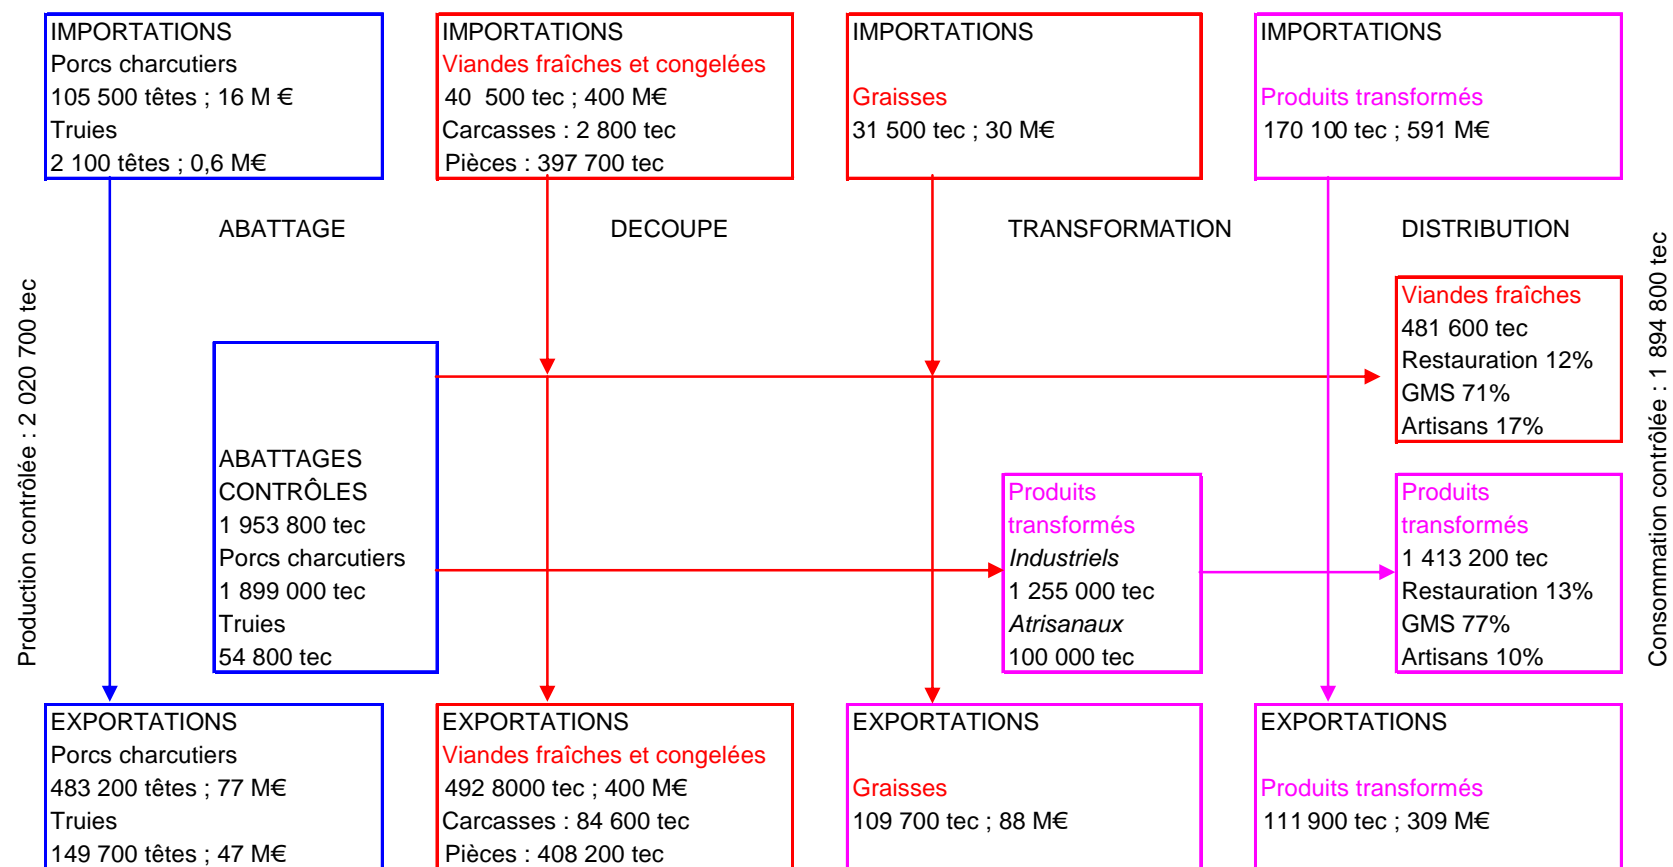 IMPORTATIONS
Porcs charcutiers
105 500 têtes ; 16 M €
Truies
2 100 têtes ; 0,6 M€
IMPORTATIONS
Viandes fraîches et congelées
40 500 tec ; 400 M€
Carcasses : 2 800 tec
Pièces : 397 700 tec
IMPORTATIONS
Graisses
31 500 tec ; 30 M€
IMPORTATIONS
Produits transformés
170 100 tec ; 591 M€
ABATTAGE
DECOUPE
TRANSFORMATION
DISTRIBUTION
Production contrôlée : 2 020 700 tec
ABATTAGES
CONTRÔLES
1 953 800 tec
Porcs charcutiers
1 899 000 tec
Truies
54 800 tec
Produits
transformés
Industriels
1 255 000 tec
Atrisanaux
100 000 tec
Viandes fraîches
481 600 tec
Restauration 12%
GMS 71%
Artisans 17%
Produits
transformés
1 413 200 tec
Restauration 13%
GMS 77%
Artisans 10%
Consommation contrôlée : 1 894 800 tec
EXPORTATIONS
Porcs charcutiers
483 200 têtes ; 77 M€
Truies
149 700 têtes ; 47 M€
EXPORTATIONS
Viandes fraîches et congelées
492 8000 tec ; 400 M€
Carcasses : 84 600 tec
Pièces : 408 200 tec
EXPORTATIONS
Graisses
109 700 tec ; 88 M€
EXPORTATIONS
Produits transformés
111 900 tec ; 309 M€